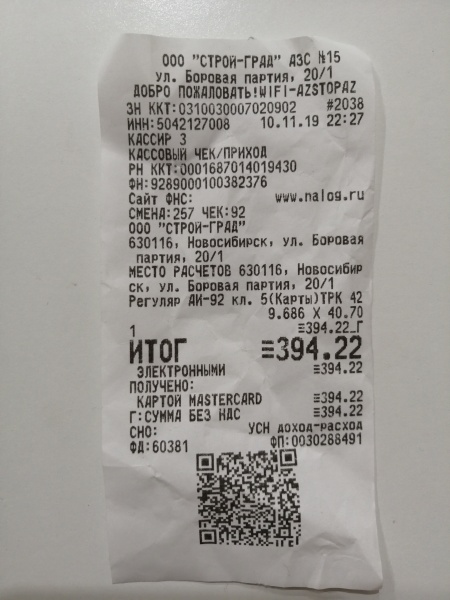 ООО "СТРОЙ-ГРАД" АЗС №15
ул. Боровая партия, 20/1
ДОБРО ПОЖАЛОВАТЬ!WIFI-AZSTOPAZ
ЗН ККТ:0310030007020902 #2038
ИНН:5042127008 10.11.19 22:27
КАССИР 3
КАССОВЫЙ ЧЕК/ПРИХОД
РН ККТ:0001687014019430
ФН:9289000100382376
Сайт ФНС: www.nalog.ru
СМЕНА:257 ЧЕК:92
ООО "СТРОЙ-ГРАД"
630116, Новосибирск, ул. Боровая
партия, 20/1
МЕСТО РАСЧЕТОВ 630116, Новосибир
ск, ул. Боровая партия, 20/1
Регуляр АИ-92 кл. 5(Карты)ТРК 42
9.686 X 40.70
1 ≡394.22_Г
ИТОГ ≡394.22
ЭЛЕКТРОННЫМИ ≡394.22
ПОЛУЧЕНО:
КАРТОЙ MASTERCARD ≡394.22
Г:СУММА БЕЗ НДС ≡394.22
СНО: УСН доход-расход
ФД:60381 ФП:0030288491